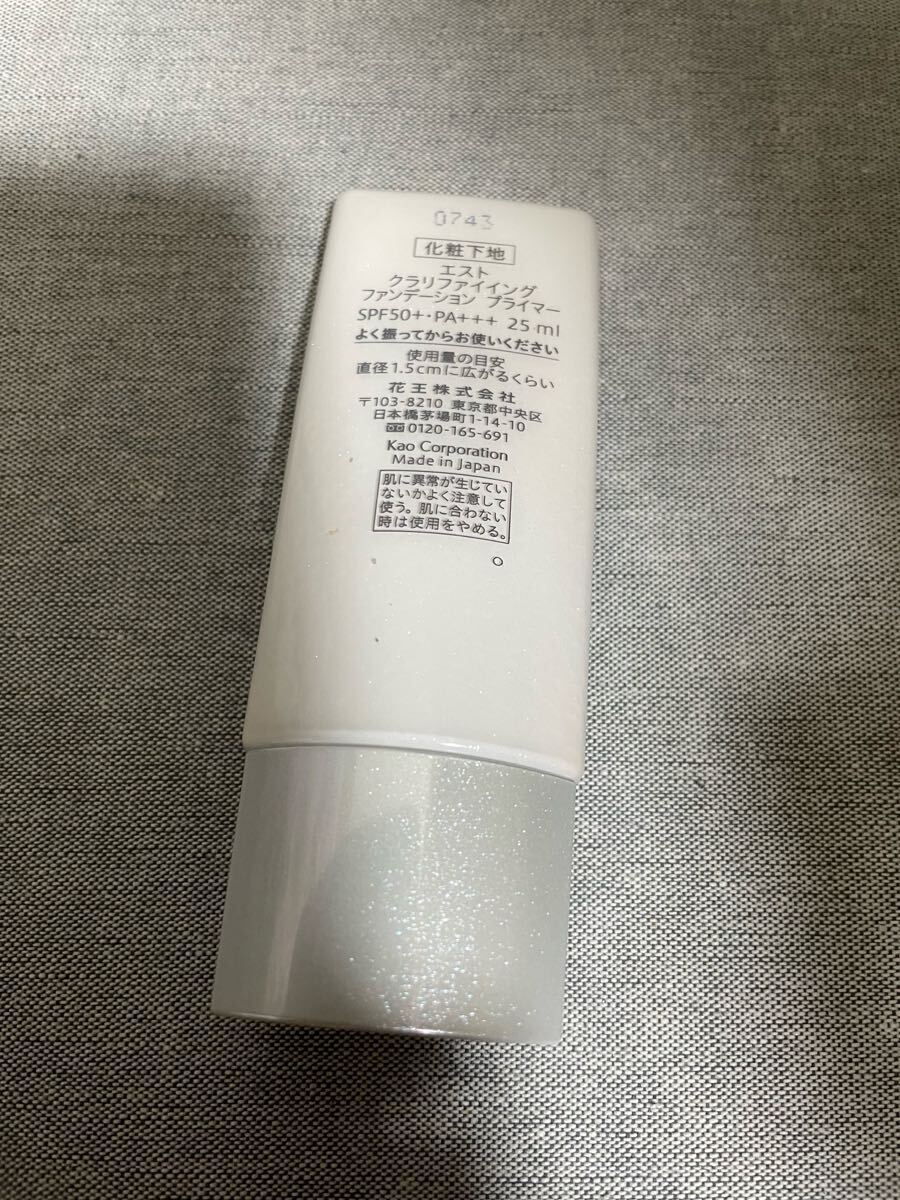 0743
化粧下地
エスト
クラリファイイング
ファンデーション プライマー
SPF50+・PA+++ 25 ml
よく振ってからお使いください
使用量の目安
直径1.5cmに広がるくらい
花王株式会社
〒103-8210 東京都中央区
日本橋茅場町1-14-10
0120-165-691
Kao Corporation
Made in Japan
肌に異常が生じてい
ないかよく注意して
使う。肌に合わない
時は使用をやめる。